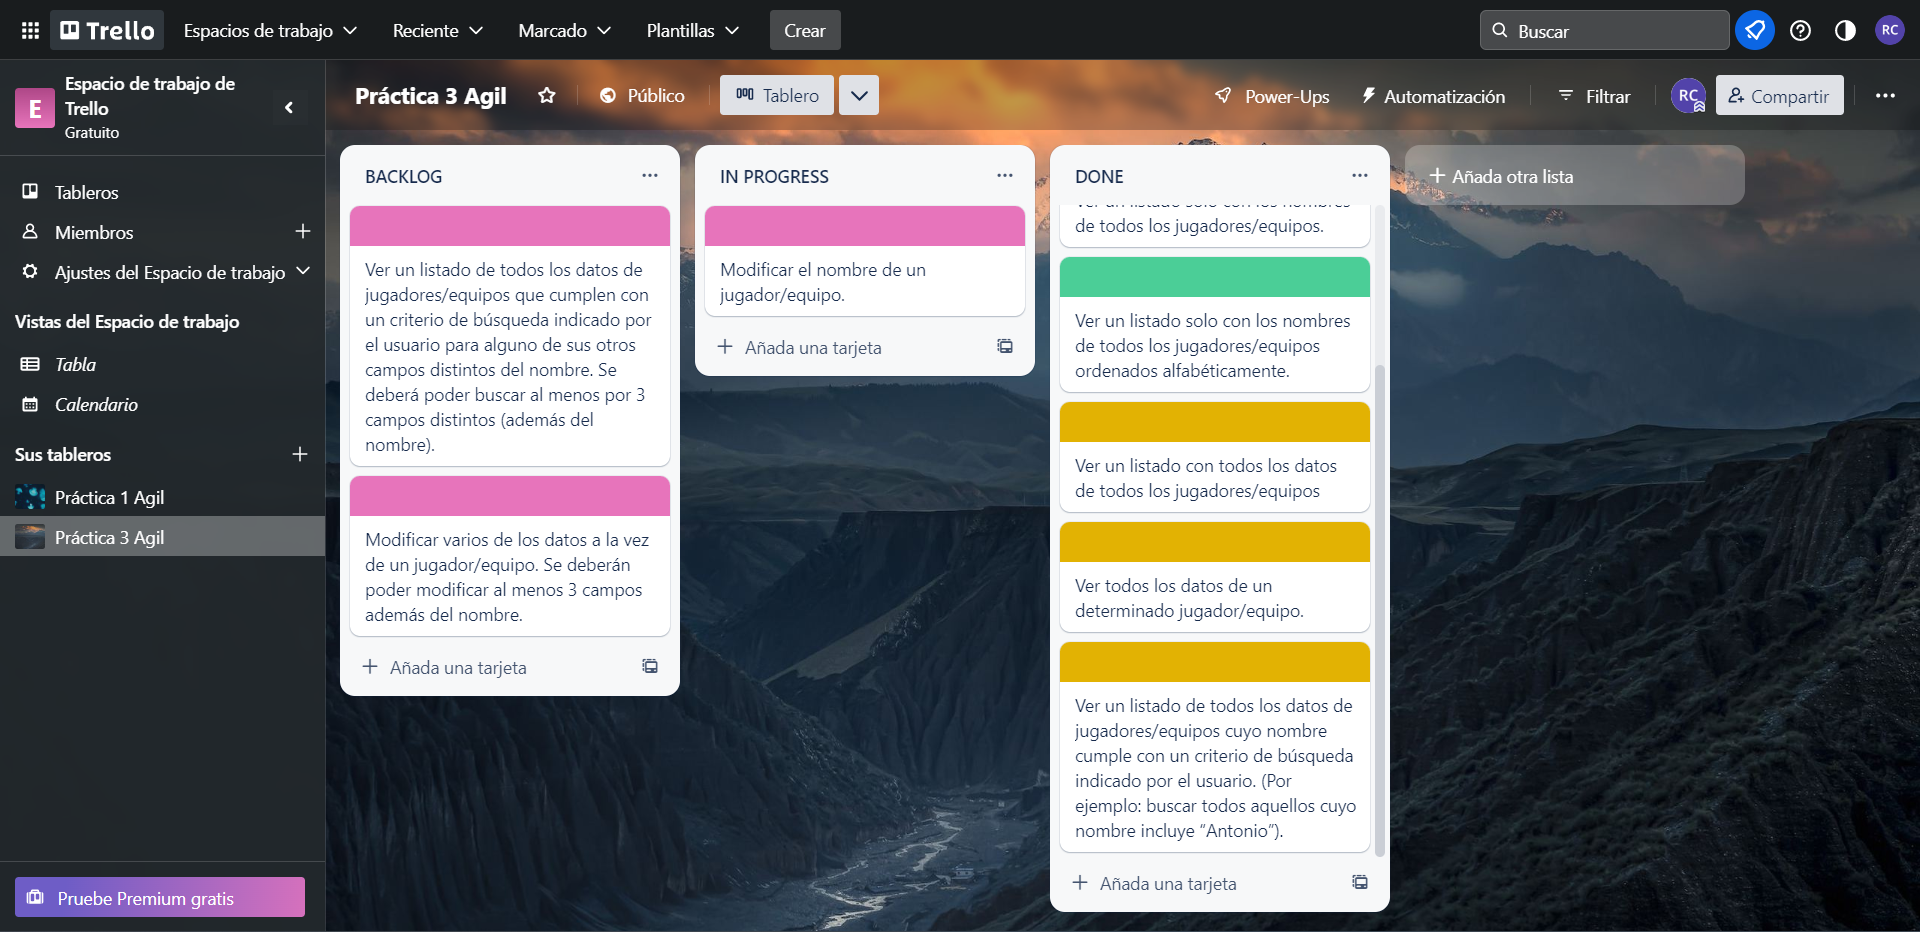 Trello
Espacios de trabajo
Reciente
Marcado
Plantillas
Crear
Buscar
RC
E
Espacio de trabajo de
Trello
Gratuito
Práctica 3 Agil
Público
Tablero
Power-Ups
Automatización
Filtrar
RC
Compartir
Tableros
Miembros
Ajustes del Espacio de trabajo
Vistas del Espacio de trabajo
Tabla
Calendario
Sus tableros
Práctica 1 Agil
Práctica 3 Agil
Pruebe Premium gratis
BACKLOG
Ver un listado de todos los datos de
jugadores/equipos que cumplen con
un criterio de búsqueda indicado por
el usuario para alguno de sus otros
campos distintos del nombre. Se
deberá poder buscar al menos por 3
campos distintos (además del
nombre).
Modificar varios de los datos a la vez
de un jugador/equipo. Se deberán
poder modificar al menos 3 campos
además del nombre.
Añada una tarjeta
IN PROGRESS
Modificar el nombre de un
jugador/equipo.
Añada una tarjeta
DONE
Ver un listado solo con los nombres
de todos los jugadores/equipos.
Ver un listado solo con los nombres
de todos los jugadores/equipos
ordenados alfabéticamente.
Ver un listado con todos los datos
de todos los jugadores/equipos
Ver todos los datos de un
determinado jugador/equipo.
Ver un listado de todos los datos de
jugadores/equipos cuyo nombre
cumple con un criterio de búsqueda
indicado por el usuario. (Por
ejemplo: buscar todos aquellos cuyo
nombre incluye “Antonio”).
Añada una tarjeta
Añada otra lista